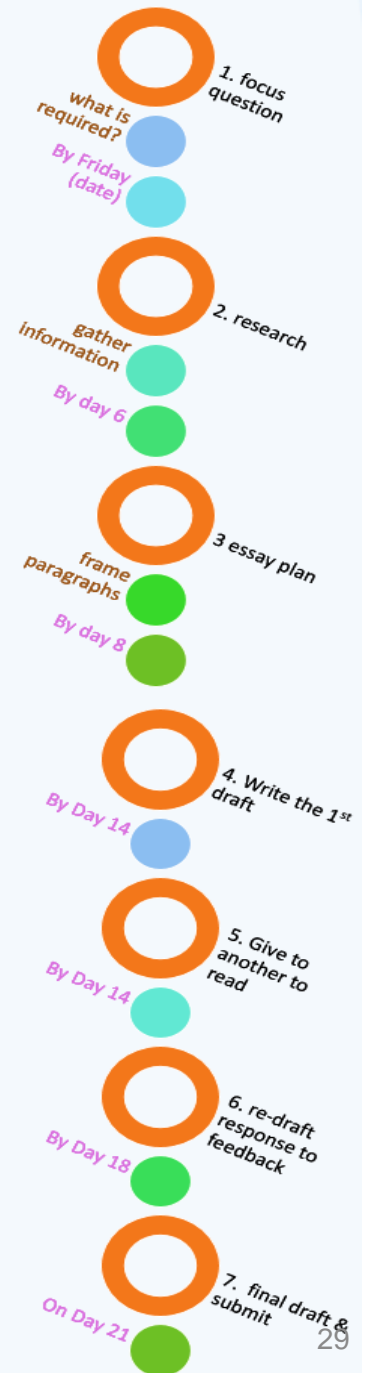 1. focus
question
what is
required?
By Friday
(date)
2. research
gather
information
By day 6
3 essay plan
frame
paragraphs
By day 8
4. Write the 1st
draft
By Day 14
5. Give to
another to
read
By Day 14
6. re-draft
response to
feedback
By Day 18
7. final draft &
submit
On Day 21
29